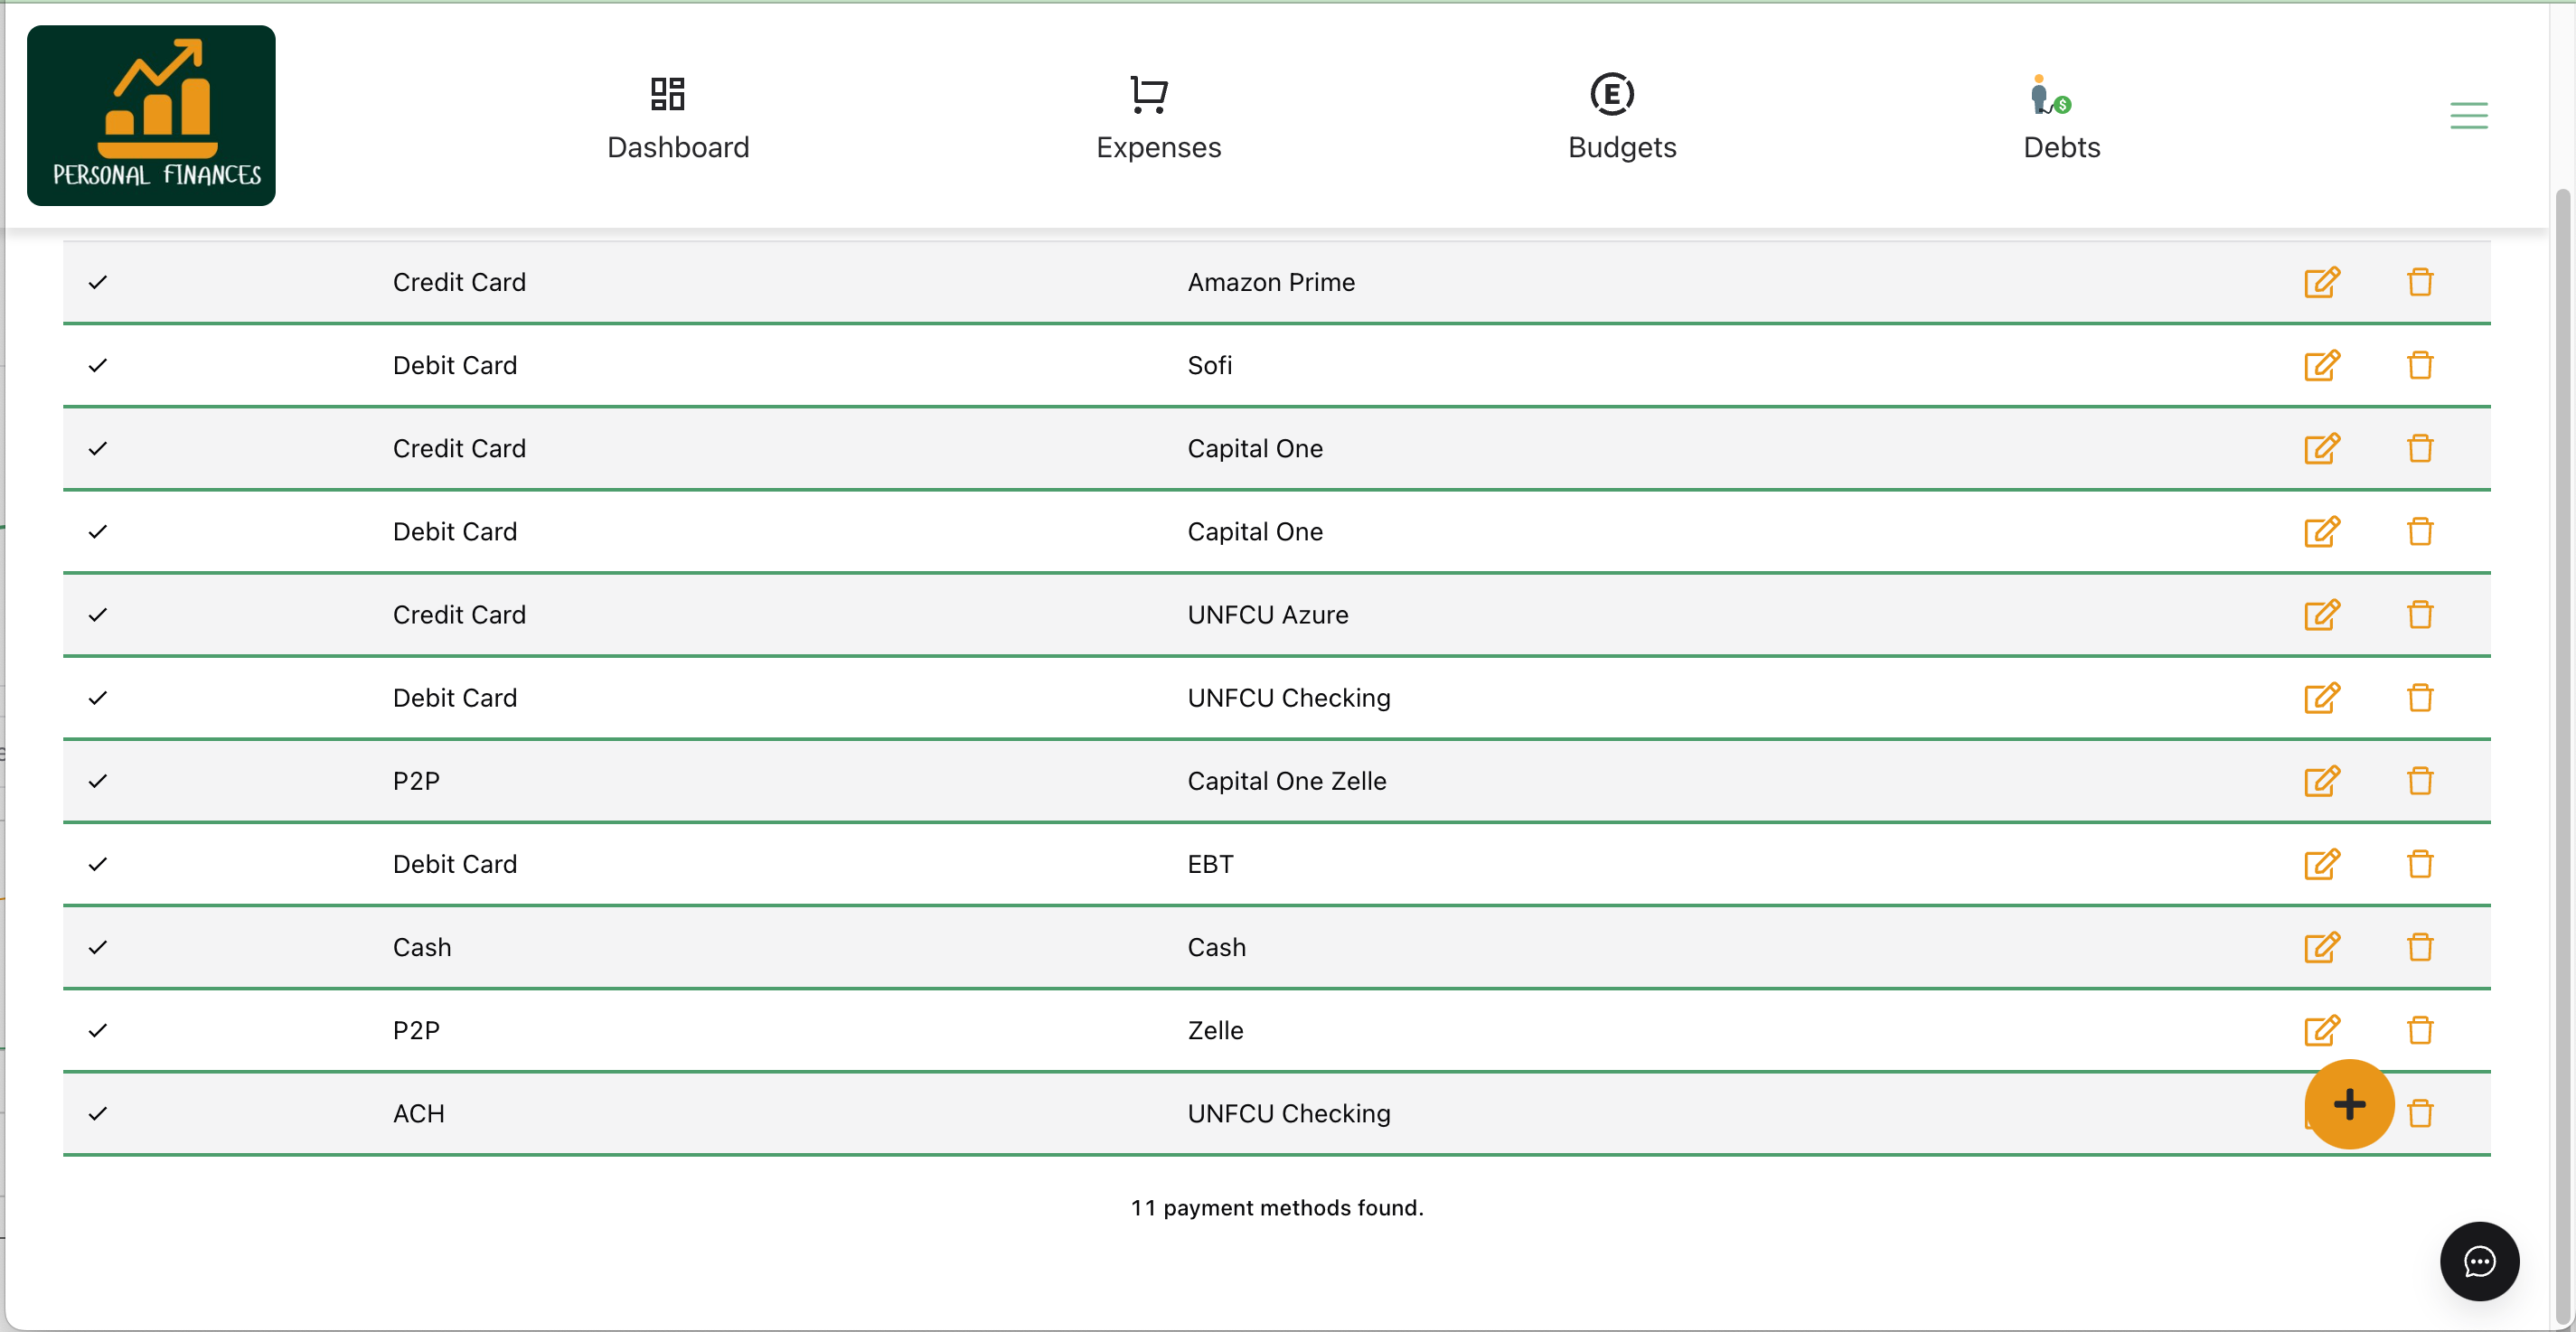 PERSONAL FINANCES
Dashboard
Expenses
Budgets
Debts
Credit Card Amazon Prime
Debit Card Sofi
Credit Card Capital One
Debit Card Capital One
Credit Card UNFCU Azure
Debit Card UNFCU Checking
P2P Capital One Zelle
Debit Card EBT
Cash Cash
P2P Zelle
ACH UNFCU Checking
11 payment methods found.